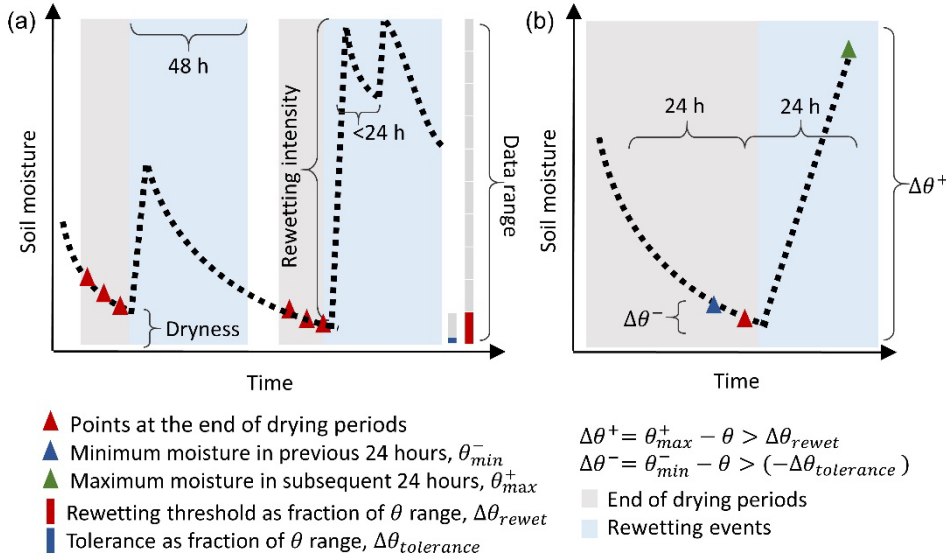 (a)
48 h
<24 h
Rewetting intensity
Data range
Soil moisture
Dryness
Time
(b)
24 h
24 h
Soil moisture
Δθ⁺
Δθ⁻
Time
Points at the end of drying periods
Minimum moisture in previous 24 hours, θ⁻min
Maximum moisture in subsequent 24 hours, θ⁺max
Rewetting threshold as fraction of θ range, Δθrewet
Tolerance as fraction of θ range, Δθtolerance
Δθ⁺= θ⁺max − θ > Δθrewet
Δθ⁻= θ⁻min − θ > (−Δθtolerance)
End of drying periods
Rewetting events